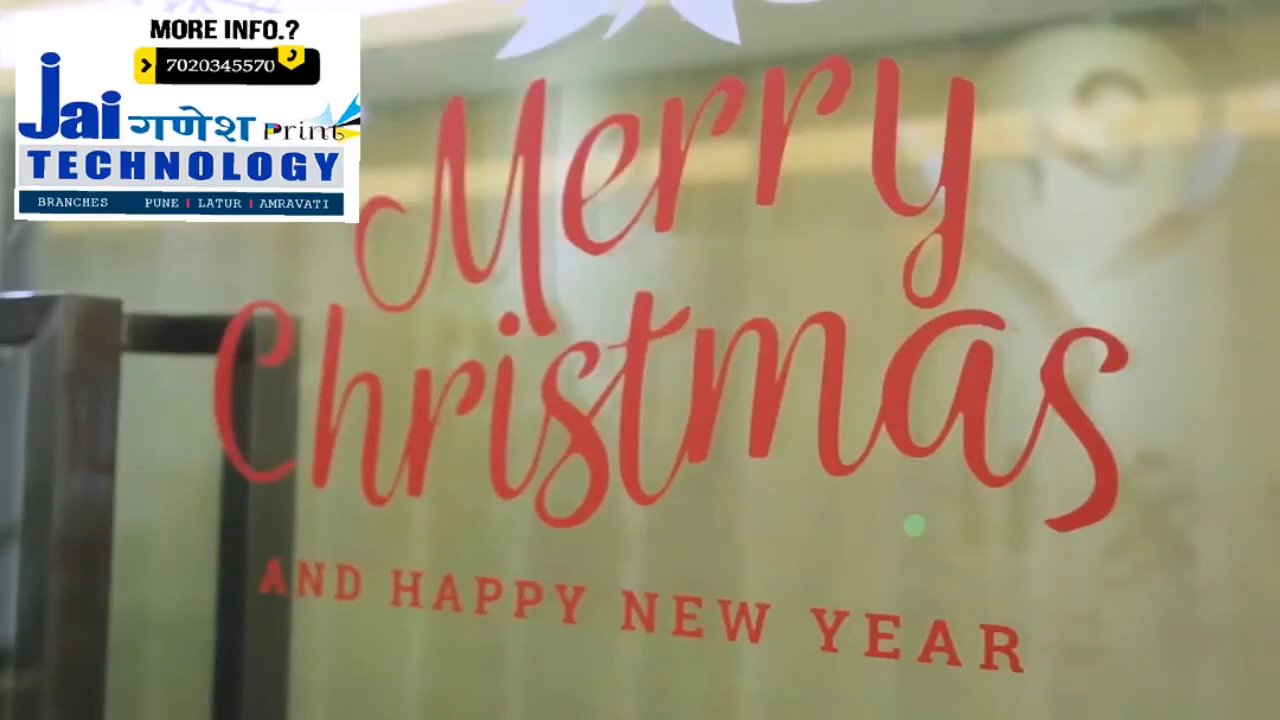 MORE INFO.?
7020345570
Jai गणेश Print
TECHNOLOGY
BRANCHES PUNE | LATUR | AMRAVATI
Merry
Christmas
AND HAPPY NEW YEAR